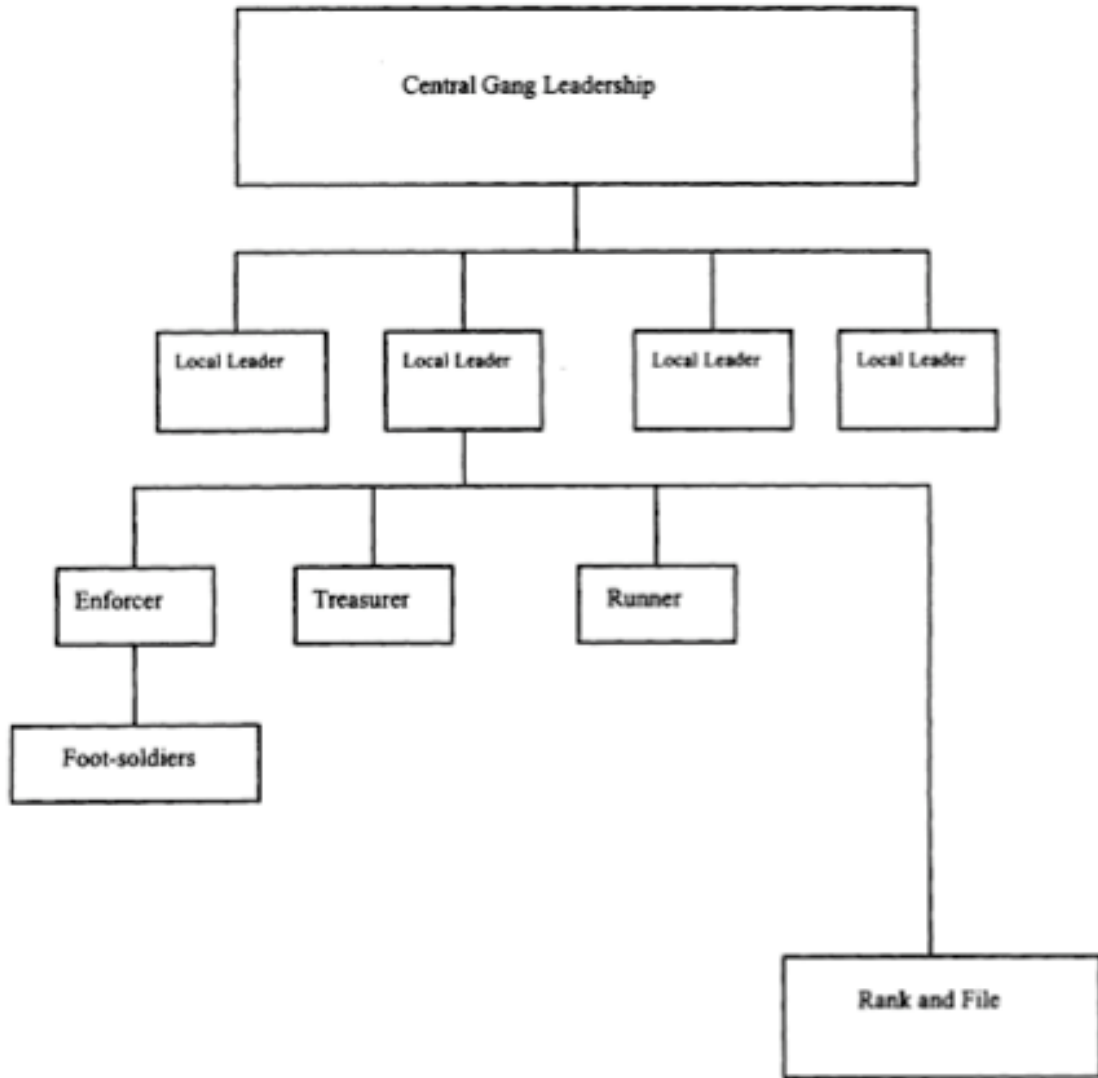 Central Gang Leadership
Local Leader
Local Leader
Local Leader
Local Leader
Enforcer
Treasurer
Runner
Foot-soldiers
Rank and File